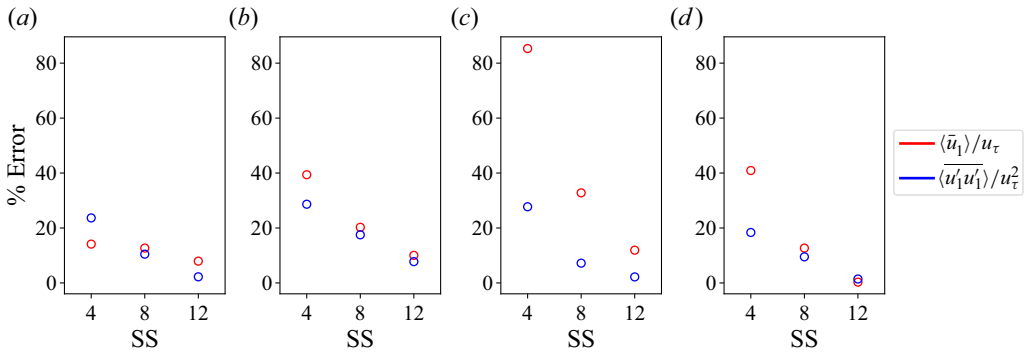 (a) (b) (c) (d)
% Error
80 80 80 80
60 60 60 60
40 40 40 40
20 20 20 20
0 0 0 0
4 8 12 4 8 12 4 8 12 4 8 12
SS SS SS SS
⟨ū₁⟩/u_τ
⟨\overline{u′₁u′₁}⟩/u²_τ